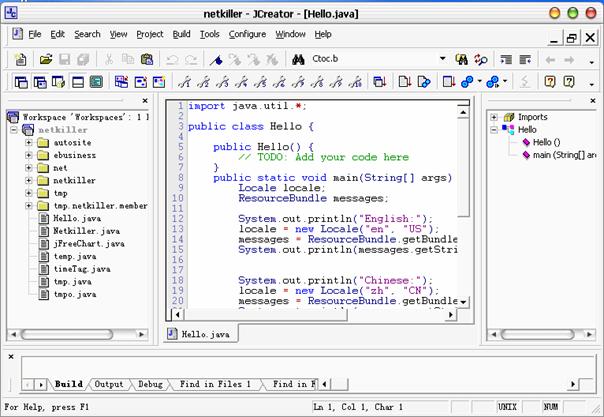 netkiller - JCreator - [Hello.java]
File Edit Search View Project Build Tools Configure Window Help
Ctoc.b
Workspace 'Workspaces': 1
netkiller
autosite
ebusiness
net
netkiller
tmp
tmp.netkiller.member
Hello.java
Netkiller.java
jFreeChart.java
temp.java
timeTag.java
tmp.java
tmpo.java
1 import java.util.*;
2
3 public class Hello {
4
5 public Hello() {
6 // TODO: Add your code here
7 }
8 public static void main(String[] args)
9 Locale locale;
10 ResourceBundle messages;
11
12 System.out.println("English:");
13 locale = new Locale("en", "US");
14 messages = ResourceBundle.getBundle
15 System.out.println(messages.getStri
16
17
18 System.out.println("Chinese:");
19 locale = new Locale("zh", "CN");
20 messages = ResourceBundle.getBundle
21
Hello.java
Imports
Hello
Hello ()
main (String[] ar
Build Output Debug Find in Files 1 Find in F
For Help, press F1 Ln 1, Col 1, Char 1 UNIX NUM